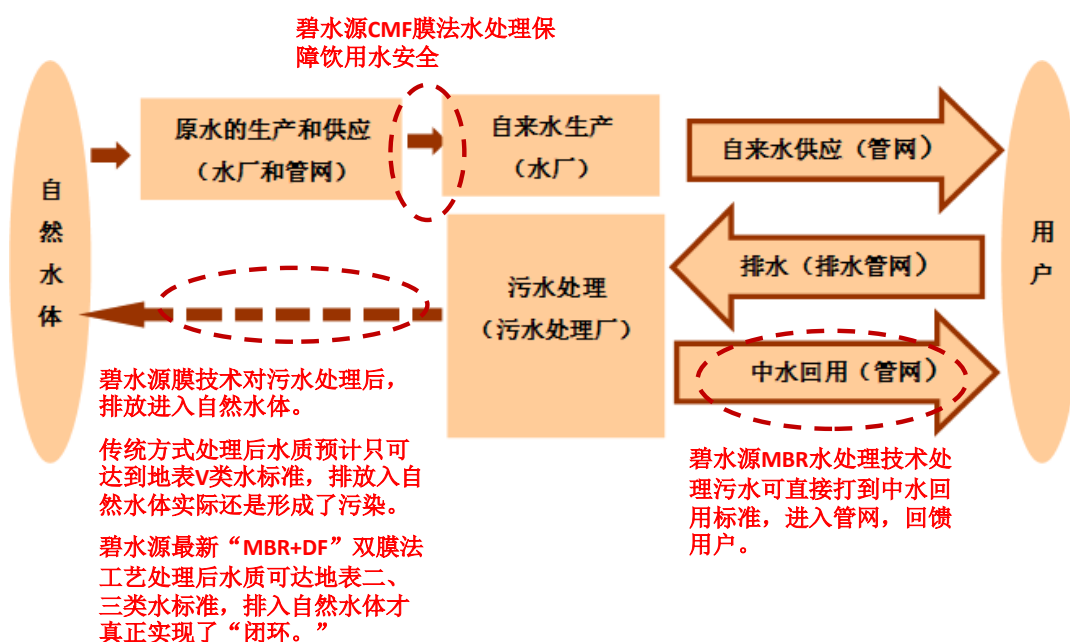 碧水源CMF膜法水处理保
障饮用水安全
自然水体
原水的生产和供应
（水厂和管网）
自来水生产
（水厂）
自来水供应（管网）
用户
排水（排水管网）
污水处理
（污水处理厂）
中水回用（管网）
碧水源膜技术对污水处理后，
排放进入自然水体。
传统方式处理后水质预计只可
达到地表V类水标准，排放入自
然水体实际还是形成了污染。
碧水源最新“MBR+DF”双膜法
工艺处理后水质可达地表二、
三类水标准，排入自然水体才
真正实现了“闭环。”
碧水源MBR水处理技术处
理污水可直接打到中水回
用标准，进入管网，回馈
用户。